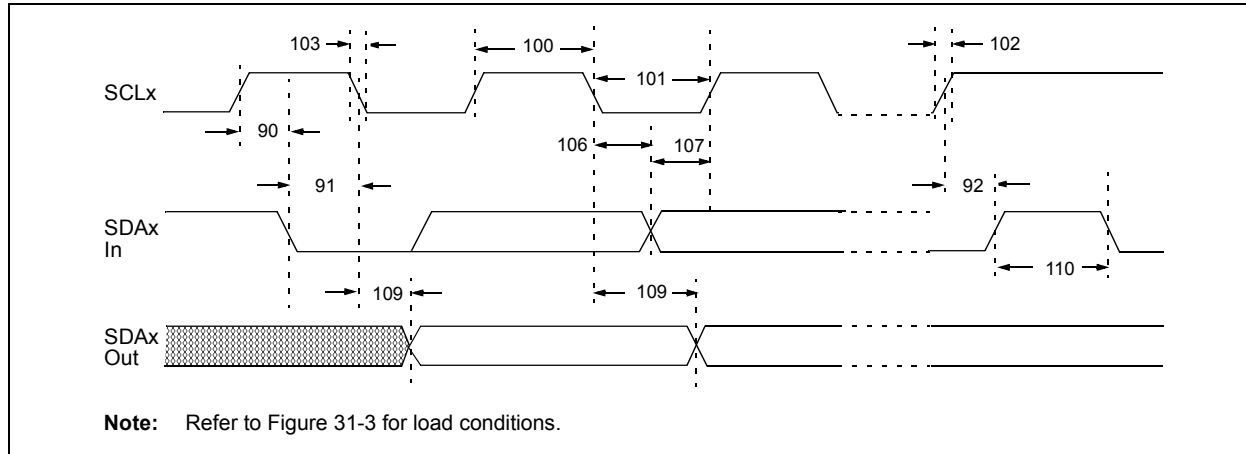 103
100
102
101
SCLx
90
106
107
91
92
SDAx
In
110
109
109
SDAx
Out
Note: Refer to Figure 31-3 for load conditions.